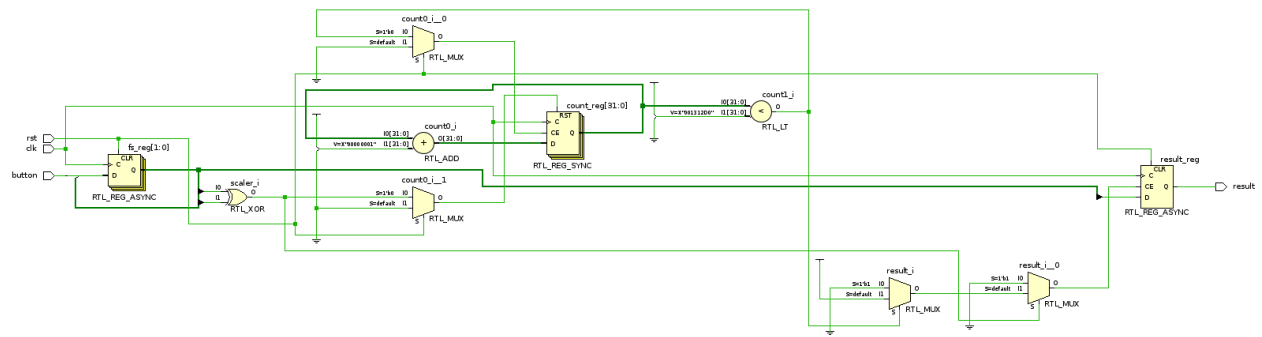 count0_i__0
S=1'b0 I0
S=default I1
O
S
RTL_MUX
count_reg[31:0]
RST
C
CE
D
Q
RTL_REG_SYNC
count1_i
I0[31:0]
I1[31:0]
<
O
RTL_LT
count0_i
I0[31:0]
V=X"00000001" I1[31:0]
+
O[31:0]
RTL_ADD
rst
clk
button
fs_reg[1:0]
CLR
C
D
Q
RTL_REG_ASYNC
scaler_i
I0
I1
O
RTL_XOR
count0_i__1
S=1'b0 I0
S=default I1
O
S
RTL_MUX
result_reg
CLR
C
CE
D
Q
RTL_REG_ASYNC
result
result_i
S=1'b1 I0
S=default I1
O
S
RTL_MUX
result_i__0
S=1'b1 I0
S=default I1
O
S
RTL_MUX